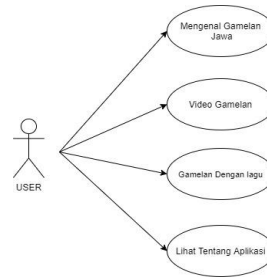 Mengenal Gamelan
Jawa
Video Gamelan
Gamelan Dengan lagu
USER
Lihat Tentang Aplikasi